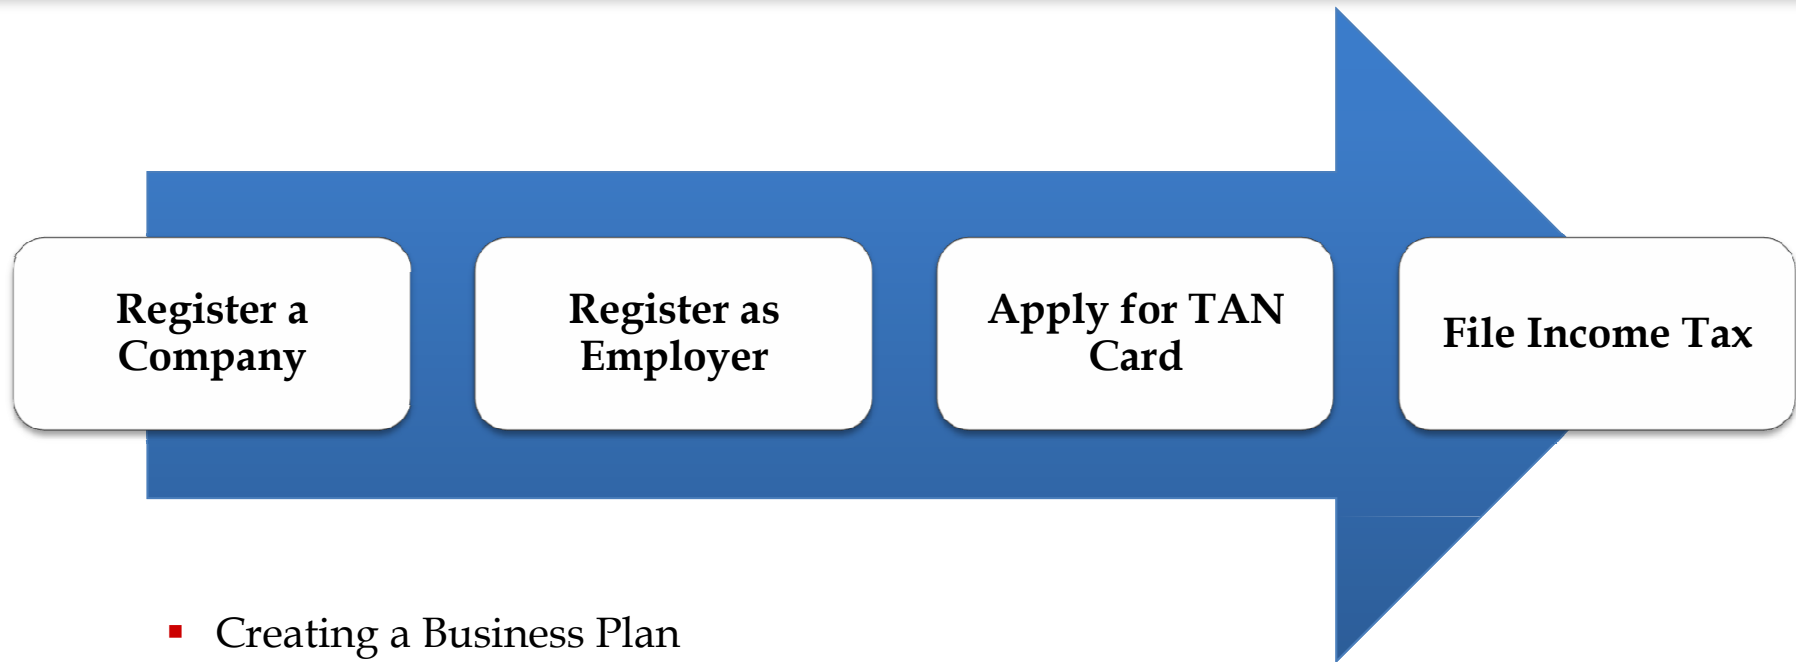 Register a
Company
Register as
Employer
Apply for TAN
Card
File Income Tax
▪ Creating a Business Plan